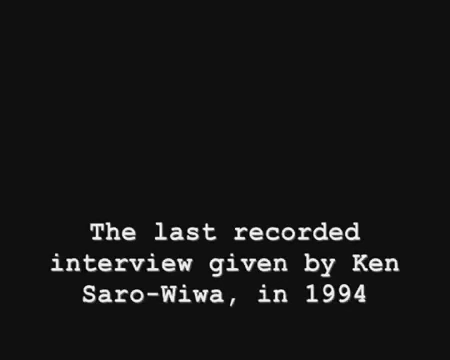 The last recorded
interview given by Ken
Saro-Wiwa, in 1994